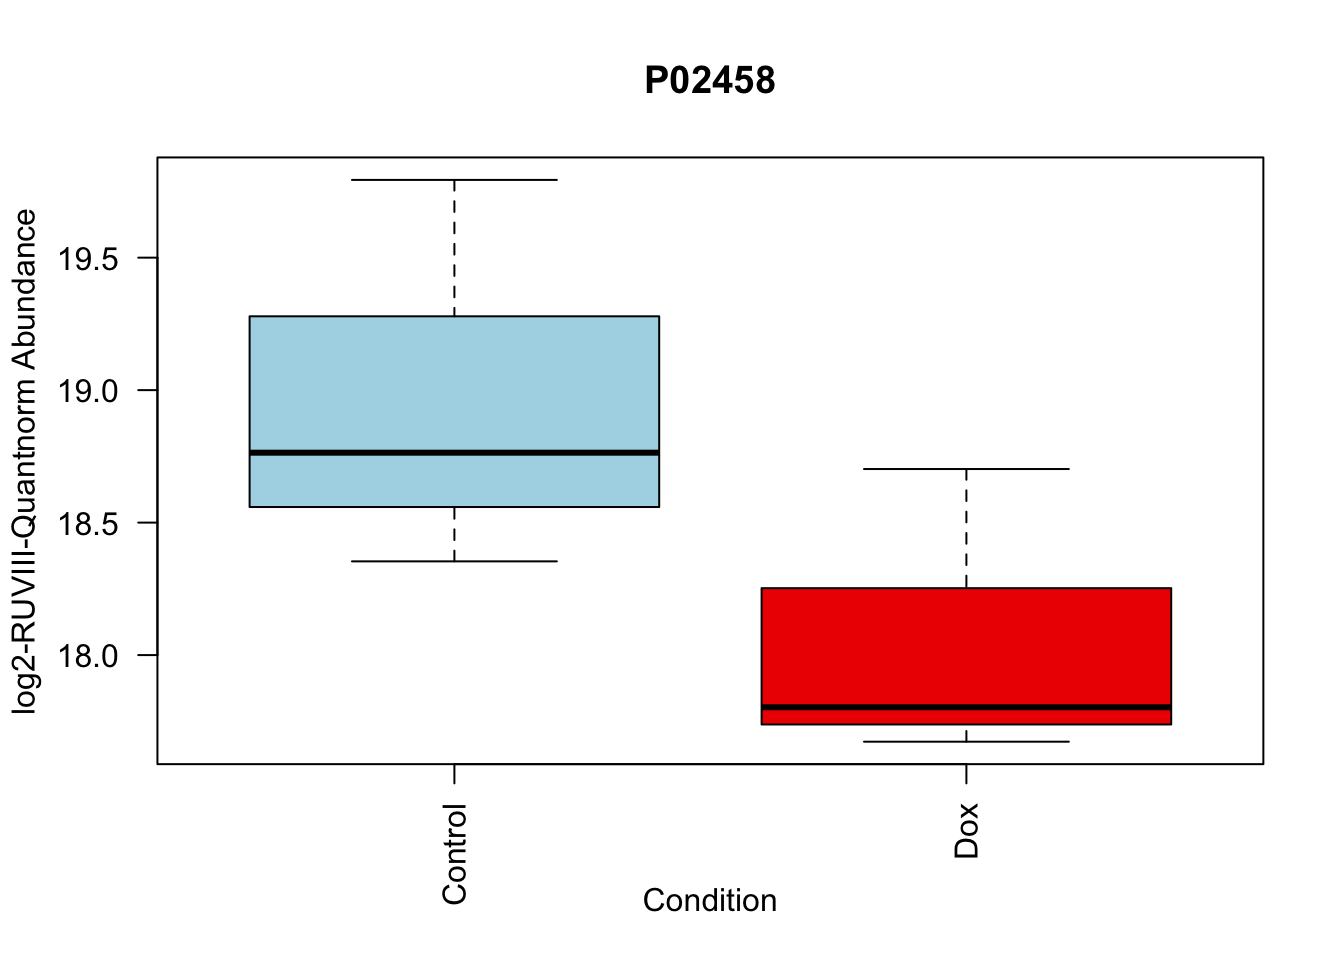 P02458
log2-RUVIII-Quantnorm Abundance
19.5
19.0
18.5
18.0
Control
Dox
Condition